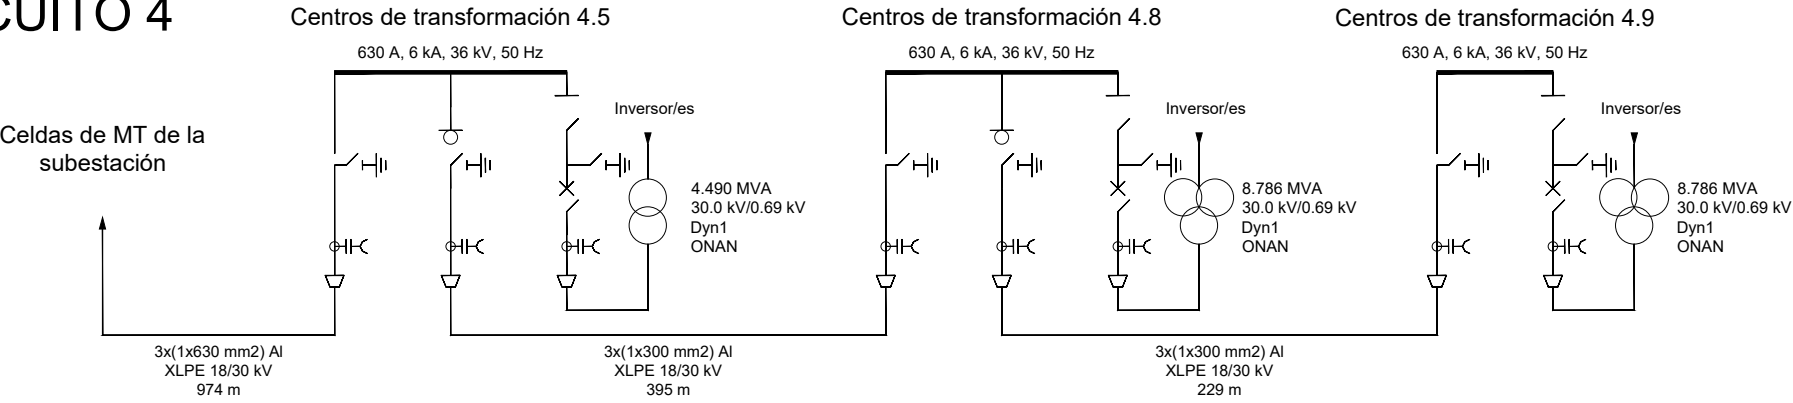 CUITO 4
Centros de transformación 4.5
630 A, 6 kA, 36 kV, 50 Hz
Celdas de MT de la
subestación
Inversor/es
4.490 MVA
30.0 kV/0.69 kV
Dyn1
ONAN
3x(1x630 mm2) Al
XLPE 18/30 kV
974 m
3x(1x300 mm2) Al
XLPE 18/30 kV
395 m
Centros de transformación 4.8
630 A, 6 kA, 36 kV, 50 Hz
Inversor/es
8.786 MVA
30.0 kV/0.69 kV
Dyn1
ONAN
3x(1x300 mm2) Al
XLPE 18/30 kV
229 m
Centros de transformación 4.9
630 A, 6 kA, 36 kV, 50 Hz
Inversor/es
8.786 MVA
30.0 kV/0.69 kV
Dyn1
ONAN